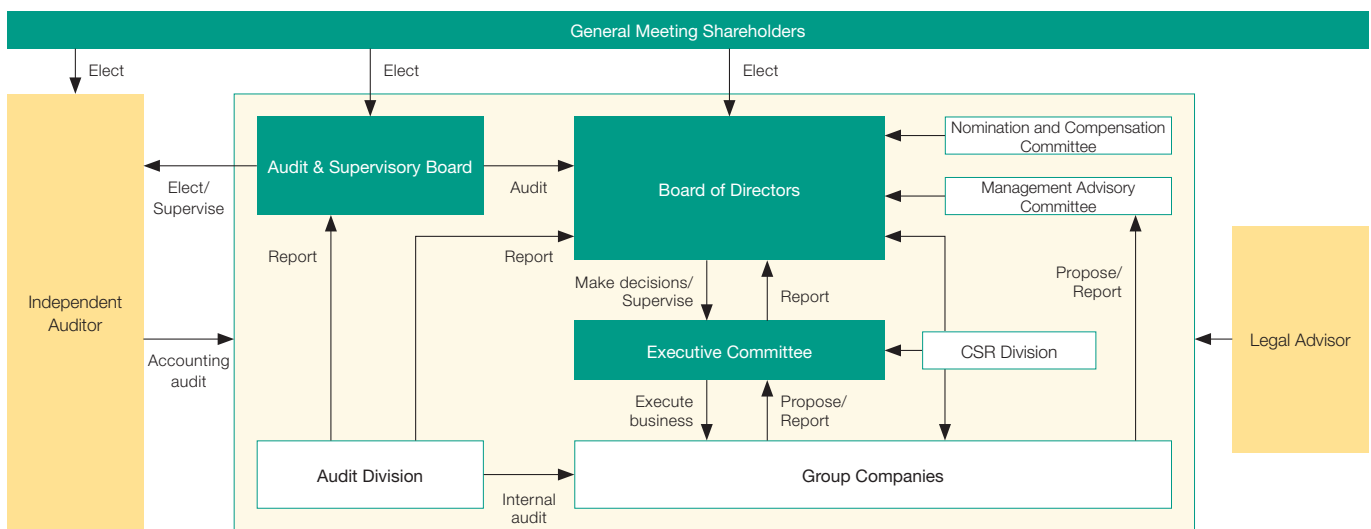 General Meeting Shareholders
Elect
Elect
Elect
Nomination and Compensation
Committee
Audit & Supervisory Board
Board of Directors
Elect/
Supervise
Audit
Management Advisory
Committee
Report
Report
Make decisions/
Supervise
Report
Propose/
Report
Independent
Auditor
Accounting
audit
Executive Committee
CSR Division
Legal Advisor
Execute
business
Propose/
Report
Audit Division
Internal
audit
Group Companies